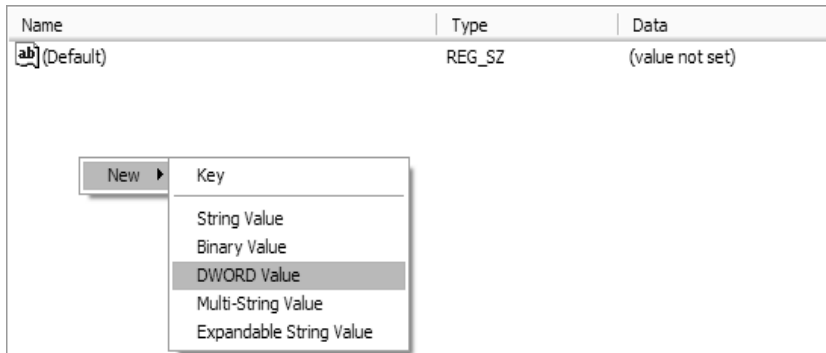 Name Type Data
ab (Default) REG_SZ (value not set)
New Key
String Value
Binary Value
DWORD Value
Multi-String Value
Expandable String Value